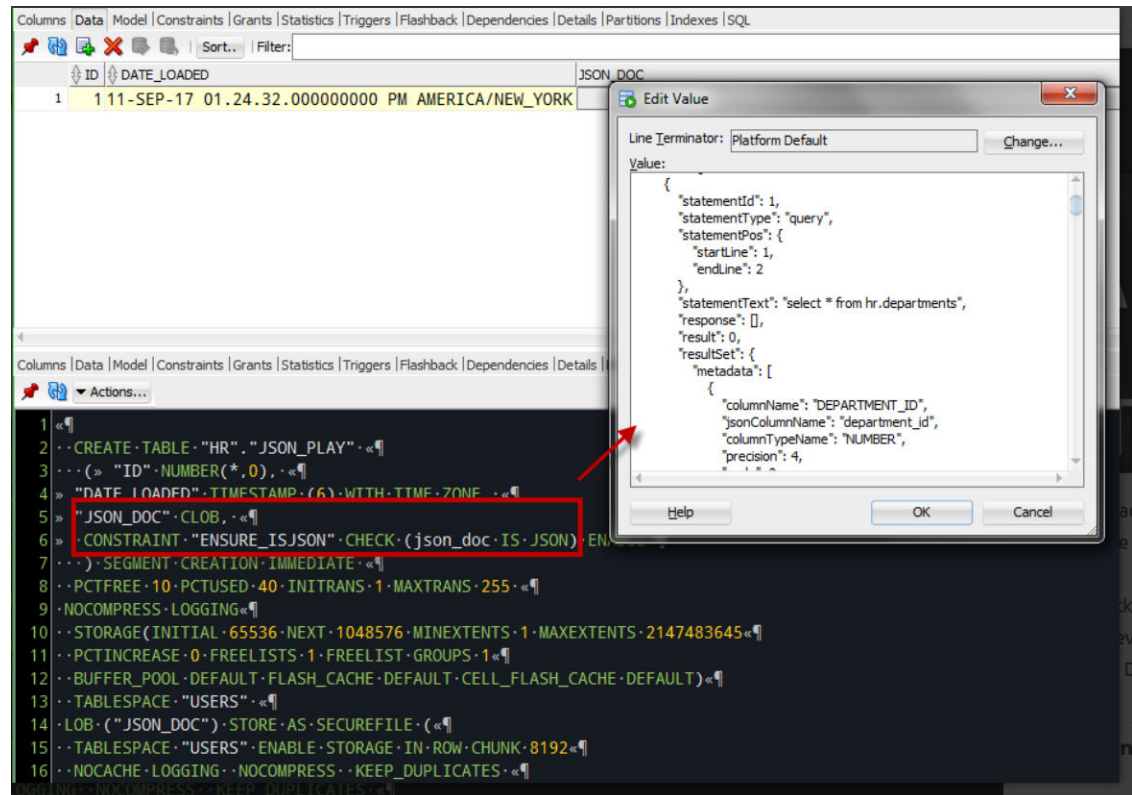 Columns Data Model Constraints Grants Statistics Triggers Flashback Dependencies Details Partitions Indexes SQL
Sort.. Filter:
ID DATE_LOADED JSON_DOC
1 1 11-SEP-17 01.24.32.000000000 PM AMERICA/NEW_YORK
Edit Value
Line Terminator: Platform Default Change...
Value:
{
"statementId": 1,
"statementType": "query",
"statementPos": {
"startLine": 1,
"endLine": 2
},
"statementText": "select * from hr.departments",
"response": [],
"result": 0,
"resultSet": {
"metadata": [
{
"columnName": "DEPARTMENT_ID",
"jsonColumnName": "department_id",
"columnTypeName": "NUMBER",
"precision": 4,
Help OK Cancel
Columns Data Model Constraints Grants Statistics Triggers Flashback Dependencies Details
Actions...
1 «¶
2 ··CREATE·TABLE·"HR"."JSON_PLAY"·«¶
3 ···(» "ID"·NUMBER(*,0),·«¶
4 » "DATE_LOADED"·TIMESTAMP·(6)·WITH·TIME·ZONE ·«¶
5 » "JSON_DOC"·CLOB,·«¶
6 » ·CONSTRAINT·"ENSURE_ISJSON"·CHECK·(json_doc·IS·JSON)·
7 ···)·SEGMENT·CREATION·IMMEDIATE·«¶
8 ··PCTFREE·10·PCTUSED·40·INITRANS·1·MAXTRANS·255·«¶
9 ·NOCOMPRESS·LOGGING«¶
10 ··STORAGE(INITIAL·65536·NEXT·1048576·MINEXTENTS·1·MAXEXTENTS·2147483645«¶
11 ··PCTINCREASE·0·FREELISTS·1·FREELIST·GROUPS·1«¶
12 ··BUFFER_POOL·DEFAULT·FLASH_CACHE·DEFAULT·CELL_FLASH_CACHE·DEFAULT)«¶
13 ··TABLESPACE·"USERS"·«¶
14 ·LOB·("JSON_DOC")·STORE·AS·SECUREFILE·(«¶
15 ··TABLESPACE·"USERS"·ENABLE·STORAGE·IN·ROW·CHUNK·8192«¶
16 ··NOCACHE·LOGGING··NOCOMPRESS··KEEP_DUPLICATES·«¶